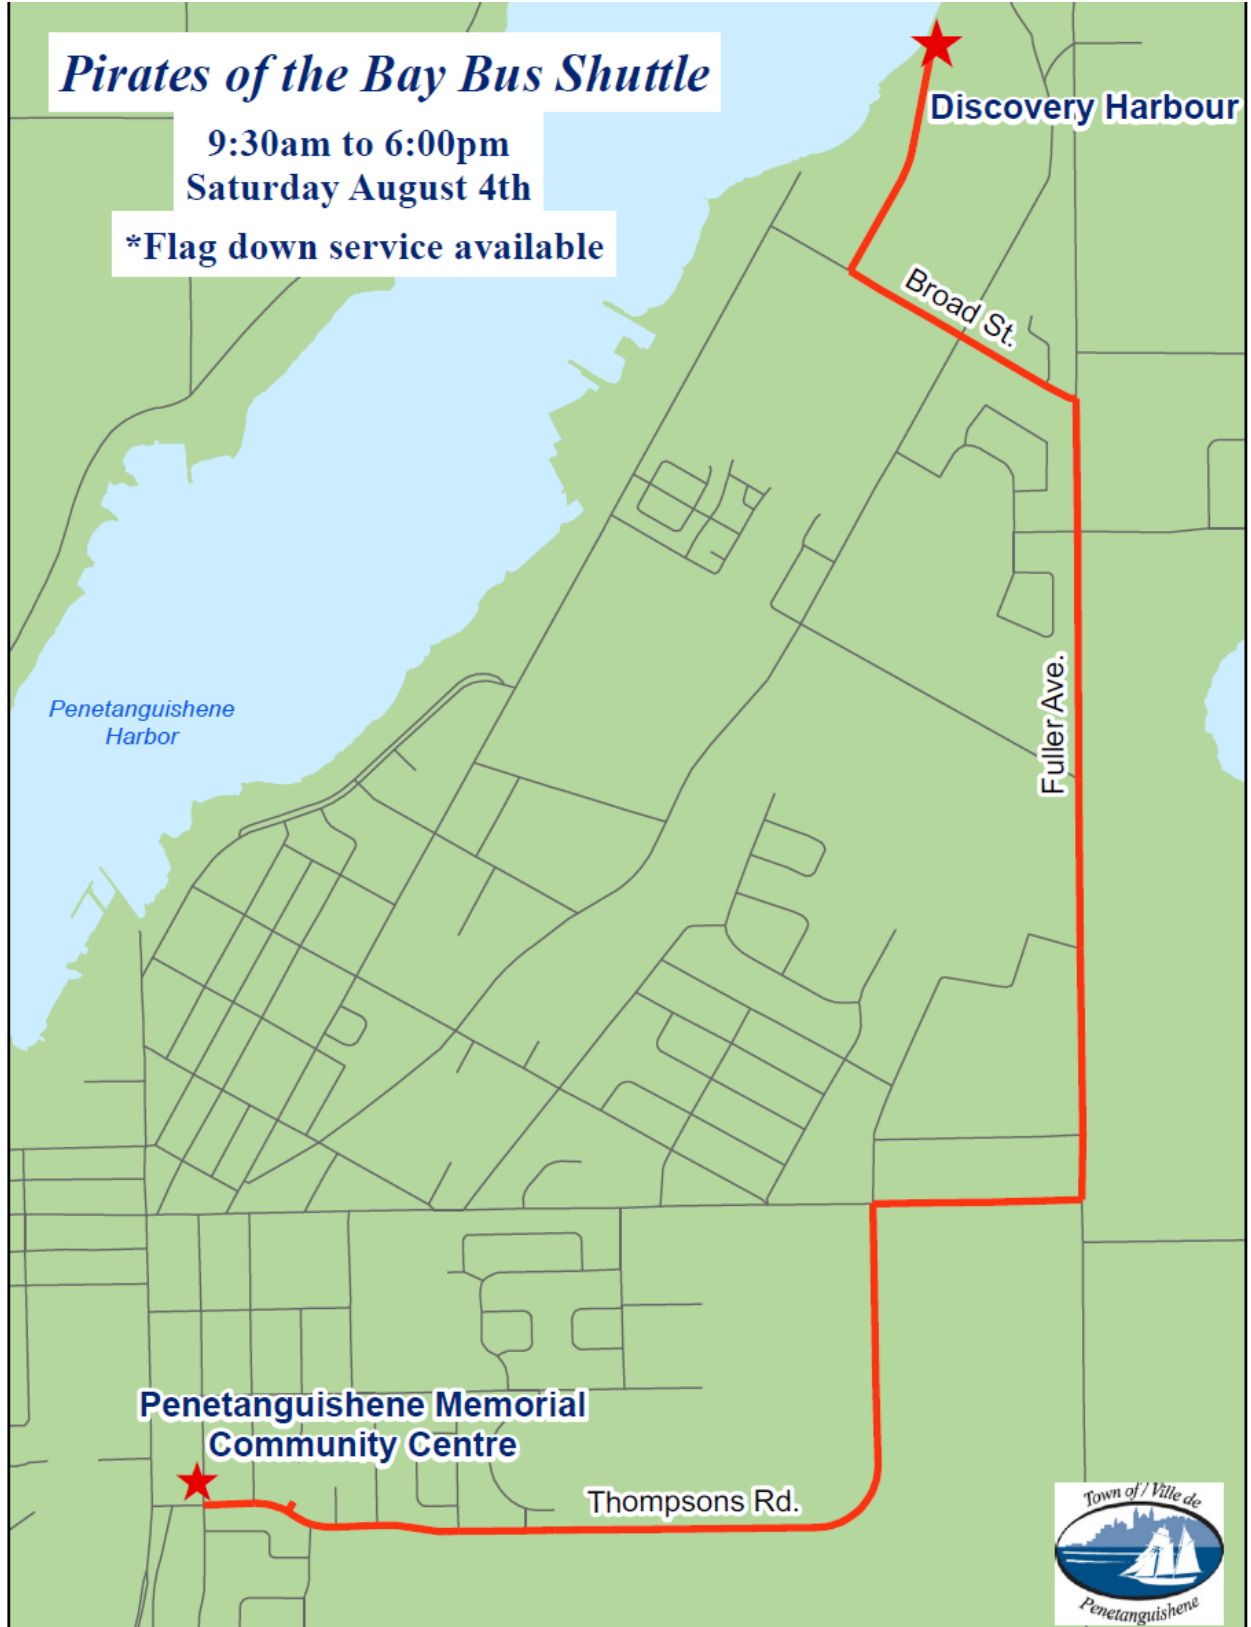 Pirates of the Bay Bus Shuttle
9:30am to 6:00pm
Saturday August 4th
*Flag down service available
Discovery Harbour
Broad St.
Fuller Ave.
Penetanguishene
Harbor
Penetanguishene Memorial
Community Centre
Thompsons Rd.
Town of / Ville de
Penetanguishene